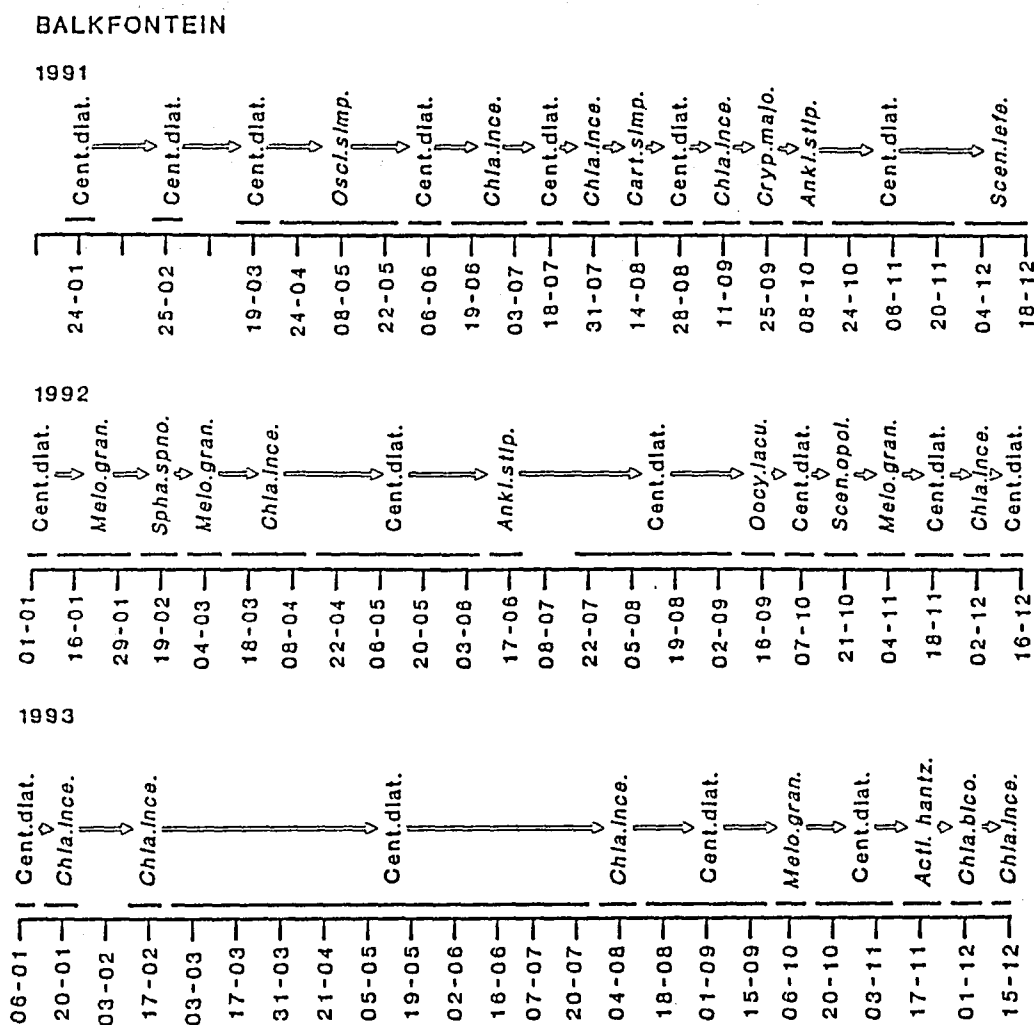 BALKFONTEIN
1991
Cent.diat. Cent.diat. Cent.diat. Oscl.simp. Cent.diat. Chla.ince. Cent.diat. Chla.ince. Cart.simp. Cent.diat. Chla.ince. Cryp.majo. Anki.stip. Cent.diat. Scen.lefe.
24-01 25-02 19-03 24-04 08-05 22-05 06-06 19-06 03-07 18-07 31-07 14-08 28-08 11-09 25-09 08-10 24-10 06-11 20-11 04-12 18-12
1992
Cent.diat. Melo.gran. Spha.spno. Melo.gran. Chla.ince. Cent.diat. Anki.stip. Cent.diat. Oocy.lacu. Cent.diat. Scen.opol. Melo.gran. Cent.diat. Chla.ince. Cent.diat.
01-01 16-01 29-01 19-02 04-03 18-03 08-04 22-04 06-05 20-05 03-06 17-06 08-07 22-07 05-08 19-08 02-09 16-09 07-10 21-10 04-11 18-11 02-12 16-12
1993
Cent.diat. Chla.ince. Chla.ince. Cent.diat. Chla.ince. Cent.diat. Melo.gran. Cent.diat. Acti. hantz. Chla.bico. Chla.ince.
06-01 20-01 03-02 17-02 03-03 17-03 31-03 21-04 05-05 19-05 02-06 16-06 07-07 20-07 04-08 18-08 01-09 15-09 06-10 20-10 03-11 17-11 01-12 15-12